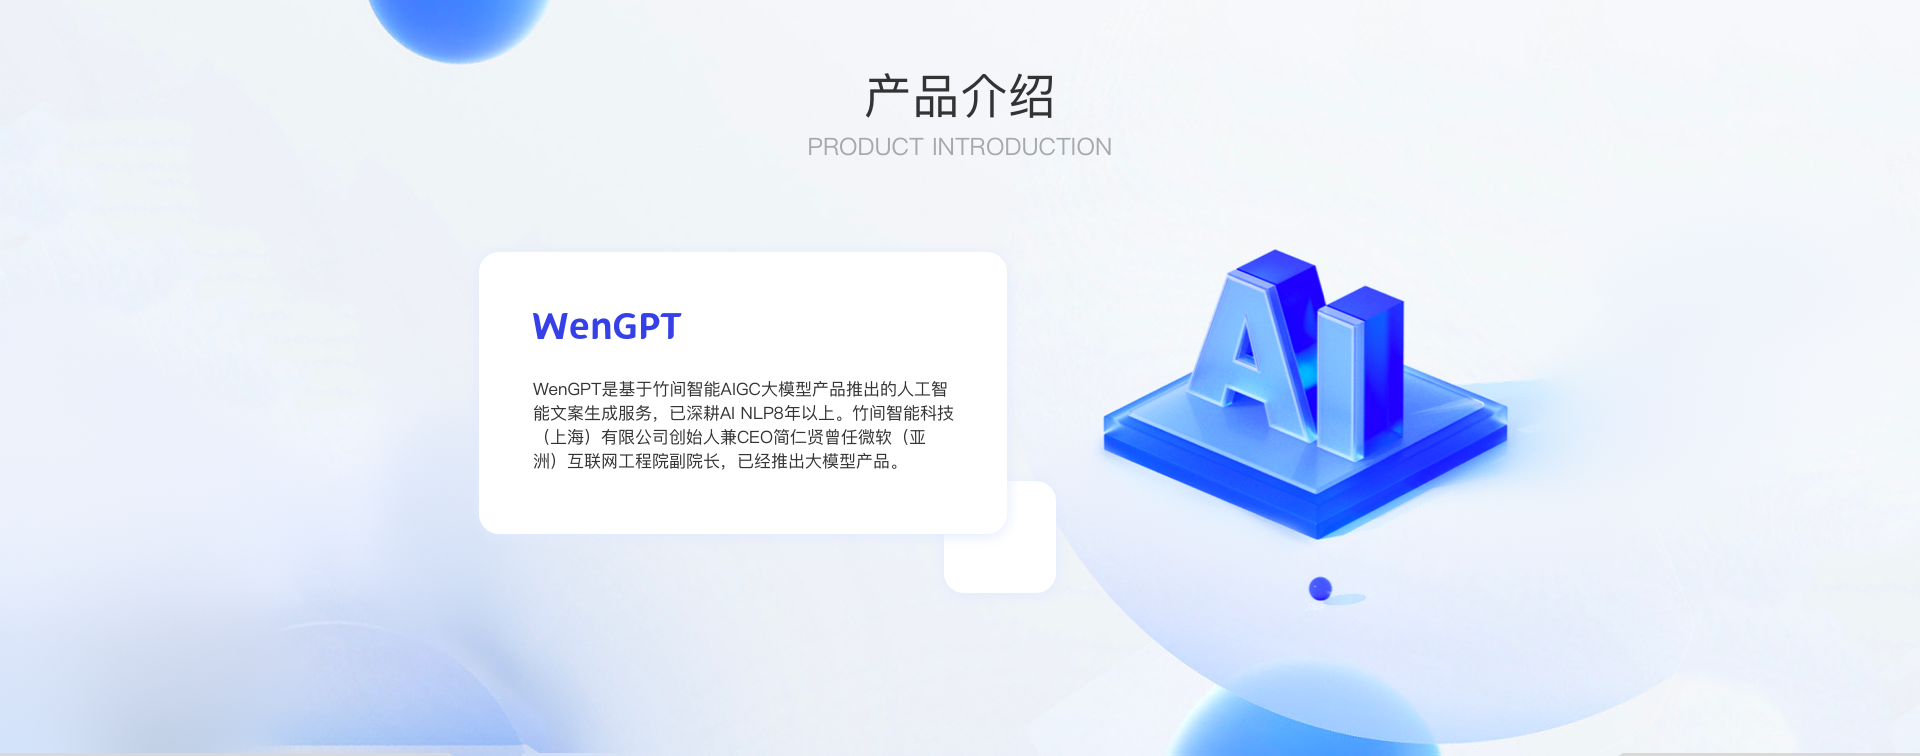 产品介绍
PRODUCT INTRODUCTION
WenGPT
WenGPT是基于竹间智能AIGC大模型产品推出的人工智
能文案生成服务，已深耕AI NLP8年以上。竹间智能科技
（上海）有限公司创始人兼CEO简仁贤曾任微软（亚
洲）互联网工程院副院长，已经推出大模型产品。
AI